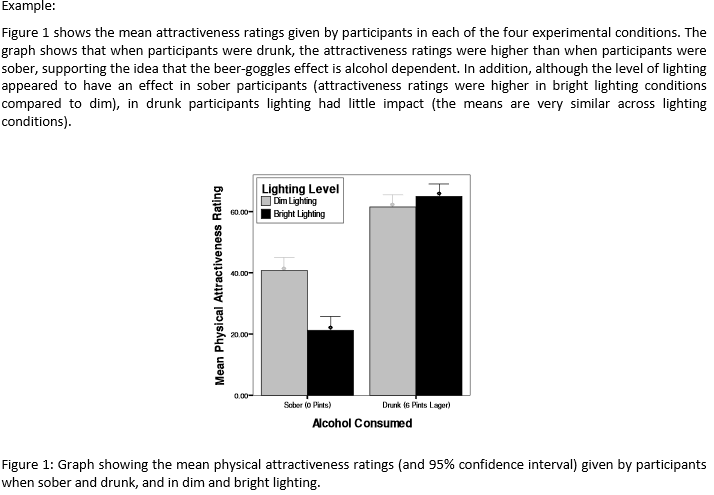 Example:
Figure 1 shows the mean attractiveness ratings given by participants in each of the four experimental conditions. The
graph shows that when participants were drunk, the attractiveness ratings were higher than when participants were
sober, supporting the idea that the beer-goggles effect is alcohol dependent. In addition, although the level of lighting
appeared to have an effect in sober participants (attractiveness ratings were higher in bright lighting conditions
compared to dim), in drunk participants lighting had little impact (the means are very similar across lighting
conditions).
Mean Physical Attractiveness Rating
Lighting Level
Dim Lighting
Bright Lighting
60.00
40.00
20.00
0.00
Sober (0 Pints)
Drunk (6 Pints Lager)
Alcohol Consumed
Figure 1: Graph showing the mean physical attractiveness ratings (and 95% confidence interval) given by participants
when sober and drunk, and in dim and bright lighting.